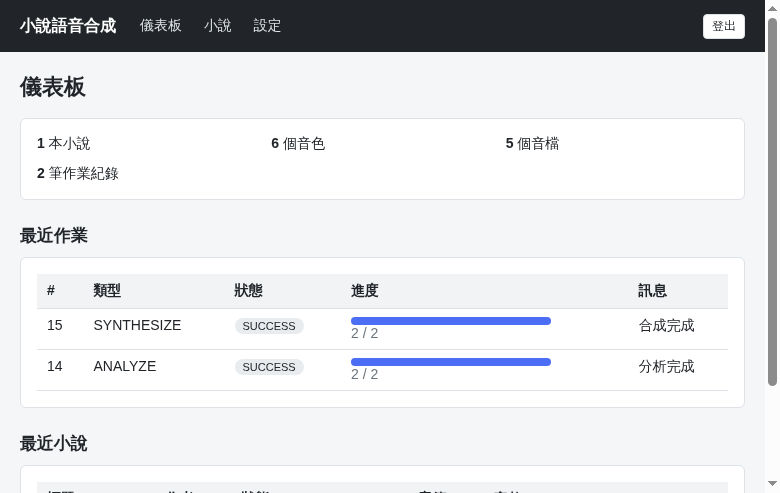 小說語音合成 儀表板 小說 設定 登出
儀表板
1 本小說 6 個音色 5 個音檔
2 筆作業紀錄
最近作業
# 類型 狀態 進度 訊息
15 SYNTHESIZE SUCCESS 2 / 2 合成完成
14 ANALYZE SUCCESS 2 / 2 分析完成
最近小說